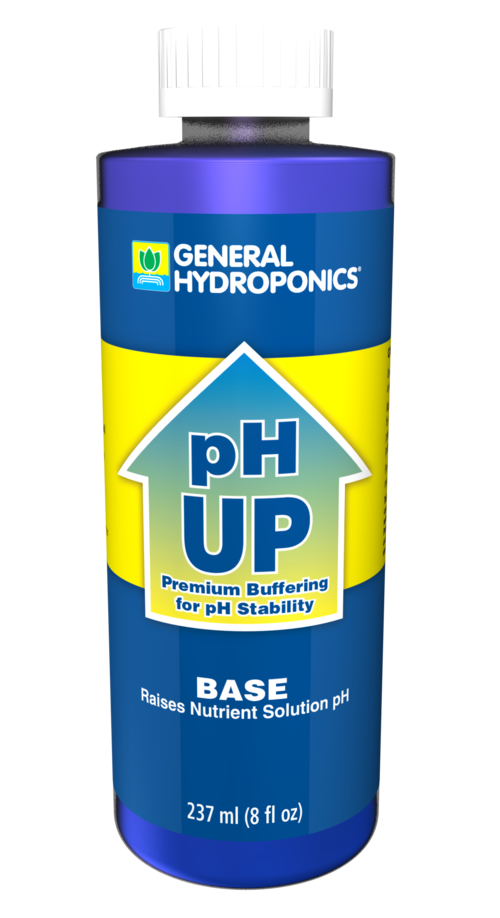 GENERAL
HYDROPONICS®
pH
UP
Premium Buffering
for pH Stability
BASE
Raises Nutrient Solution pH
237 ml (8 fl oz)